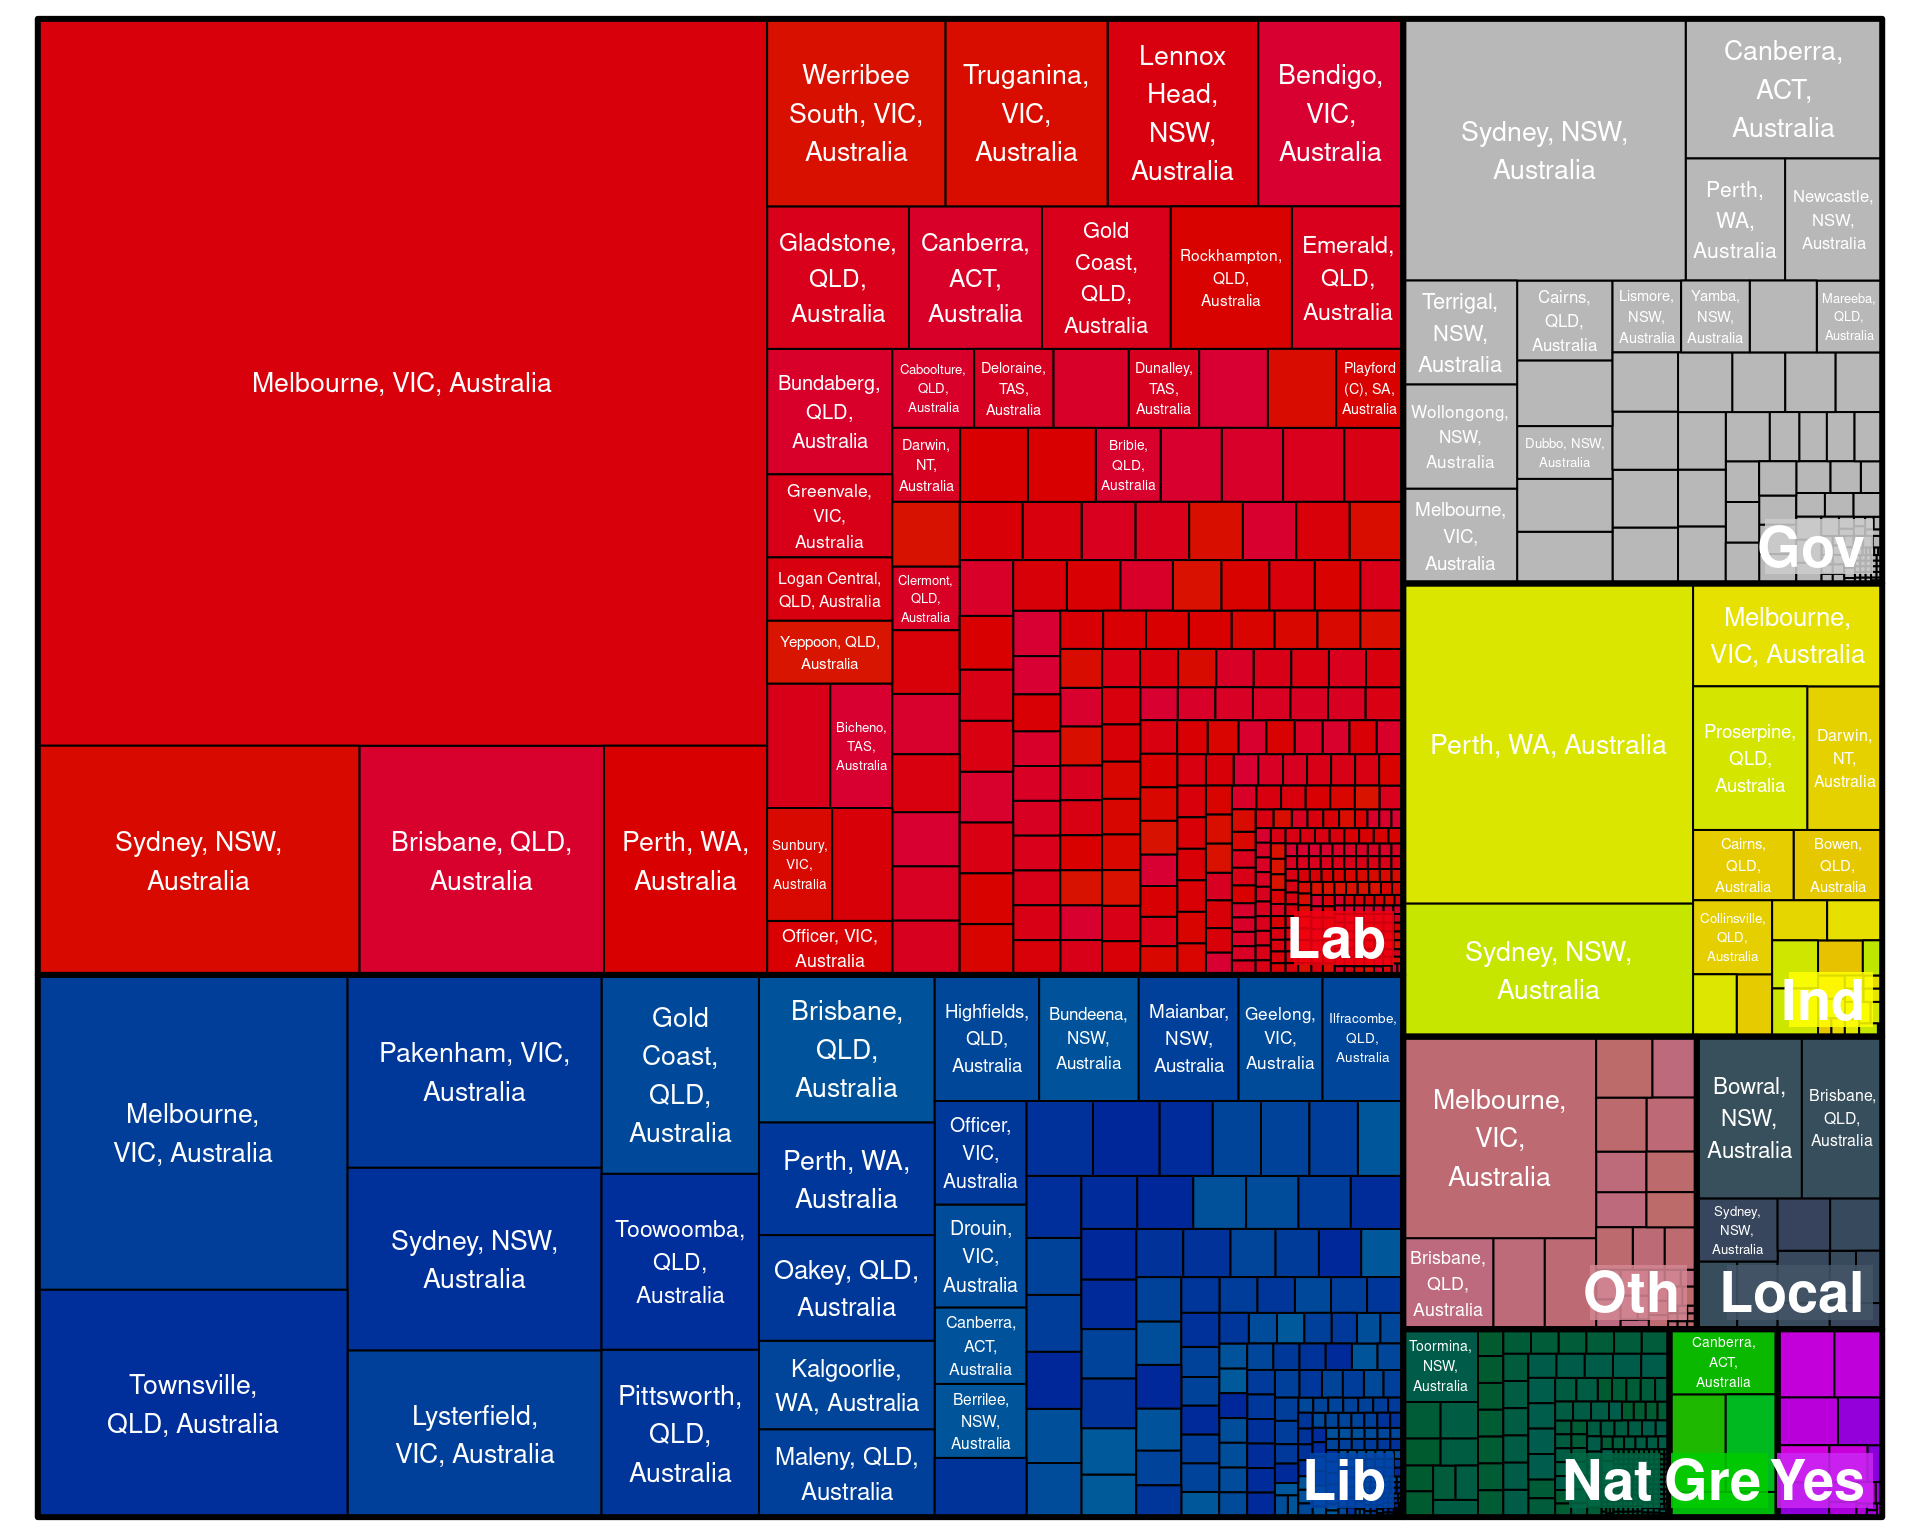 Melbourne, VIC, Australia
Sydney, NSW,
Australia
Brisbane, QLD,
Australia
Perth, WA,
Australia
Werribee
South, VIC,
Australia
Truganina,
VIC,
Australia
Lennox
Head,
NSW,
Australia
Bendigo,
VIC,
Australia
Gladstone,
QLD,
Australia
Canberra,
ACT,
Australia
Gold
Coast,
QLD,
Australia
Rockhampton,
QLD,
Australia
Emerald,
QLD,
Australia
Bundaberg,
QLD,
Australia
Caboolture,
QLD,
Australia
Deloraine,
TAS,
Australia
Dunalley,
TAS,
Australia
Playford
(C), SA,
Australia
Darwin,
NT,
Australia
Bribie,
QLD,
Australia
Greenvale,
VIC,
Australia
Logan Central,
QLD, Australia
Clermont,
QLD,
Australia
Yeppoon, QLD,
Australia
Bicheno,
TAS,
Australia
Sunbury,
VIC,
Australia
Officer, VIC,
Australia
Lab
Melbourne,
VIC, Australia
Townsville,
QLD, Australia
Pakenham, VIC,
Australia
Sydney, NSW,
Australia
Lysterfield,
VIC, Australia
Gold
Coast,
QLD,
Australia
Toowoomba,
QLD,
Australia
Pittsworth,
QLD,
Australia
Brisbane,
QLD,
Australia
Perth, WA,
Australia
Oakey, QLD,
Australia
Kalgoorlie,
WA, Australia
Maleny, QLD,
Australia
Highfields,
QLD,
Australia
Bundeena,
NSW,
Australia
Maianbar,
NSW,
Australia
Geelong,
VIC,
Australia
Ilfracombe,
QLD,
Australia
Officer,
VIC,
Australia
Drouin,
VIC,
Australia
Canberra,
ACT,
Australia
Berrilee,
NSW,
Australia
Lib
Sydney, NSW,
Australia
Canberra,
ACT,
Australia
Perth,
WA,
Australia
Newcastle,
NSW,
Australia
Terrigal,
NSW,
Australia
Cairns,
QLD,
Australia
Lismore,
NSW,
Australia
Yamba,
NSW,
Australia
Mareeba,
QLD,
Australia
Wollongong,
NSW,
Australia
Dubbo, NSW,
Australia
Melbourne,
VIC,
Australia
Gov
Perth, WA, Australia
Sydney, NSW,
Australia
Melbourne,
VIC, Australia
Proserpine,
QLD,
Australia
Darwin,
NT,
Australia
Cairns,
QLD,
Australia
Bowen,
QLD,
Australia
Collinsville,
QLD,
Australia
Ind
Melbourne,
VIC,
Australia
Brisbane,
QLD,
Australia
Oth
Bowral,
NSW,
Australia
Brisbane,
QLD,
Australia
Sydney,
NSW,
Australia
Local
Toormina,
NSW,
Australia
Nat
Canberra,
ACT,
Australia
Gre
Yes